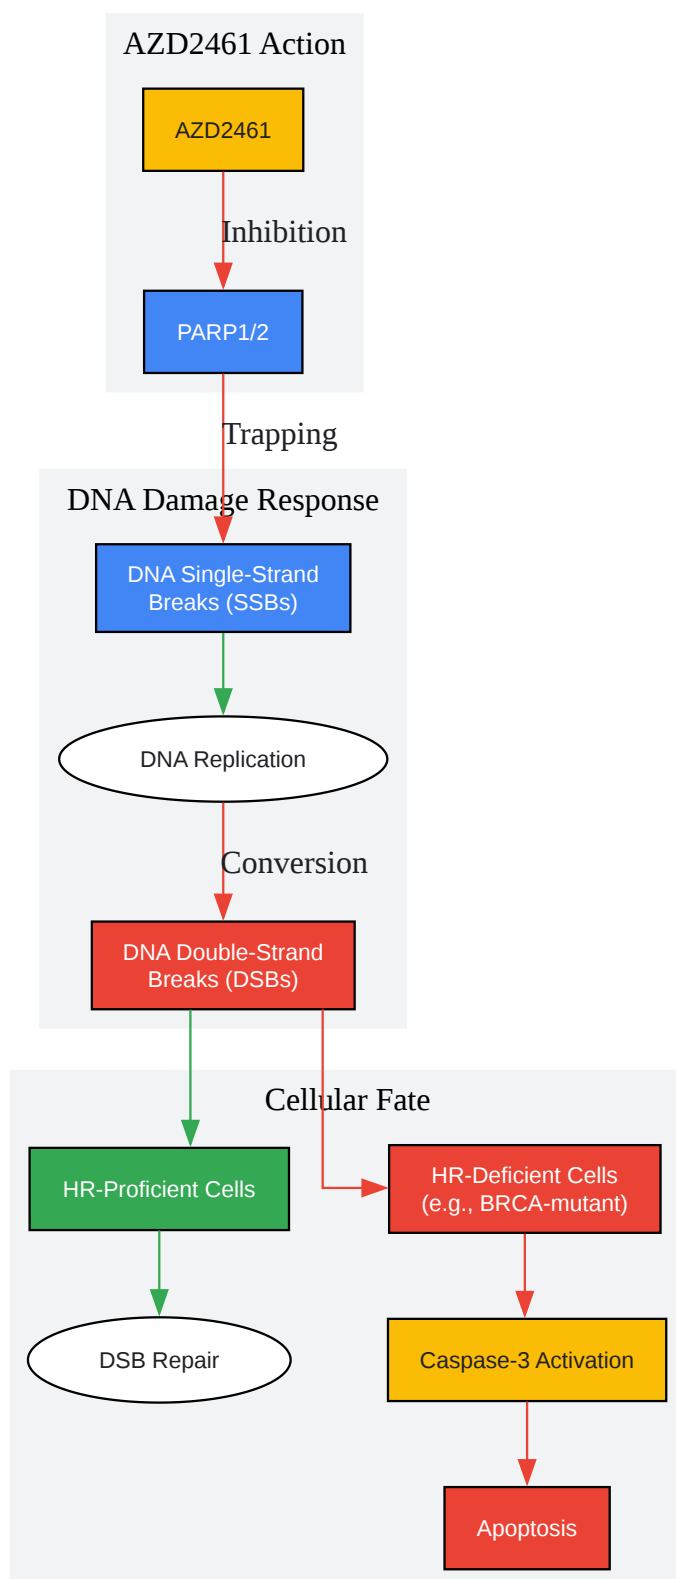 AZD2461 Action
AZD2461
Inhibition
PARP1/2
Trapping
DNA Damage Response
DNA Single-Strand
Breaks (SSBs)
DNA Replication
Conversion
DNA Double-Strand
Breaks (DSBs)
Cellular Fate
HR-Proficient Cells
HR-Deficient Cells
(e.g., BRCA-mutant)
DSB Repair
Caspase-3 Activation
Apoptosis